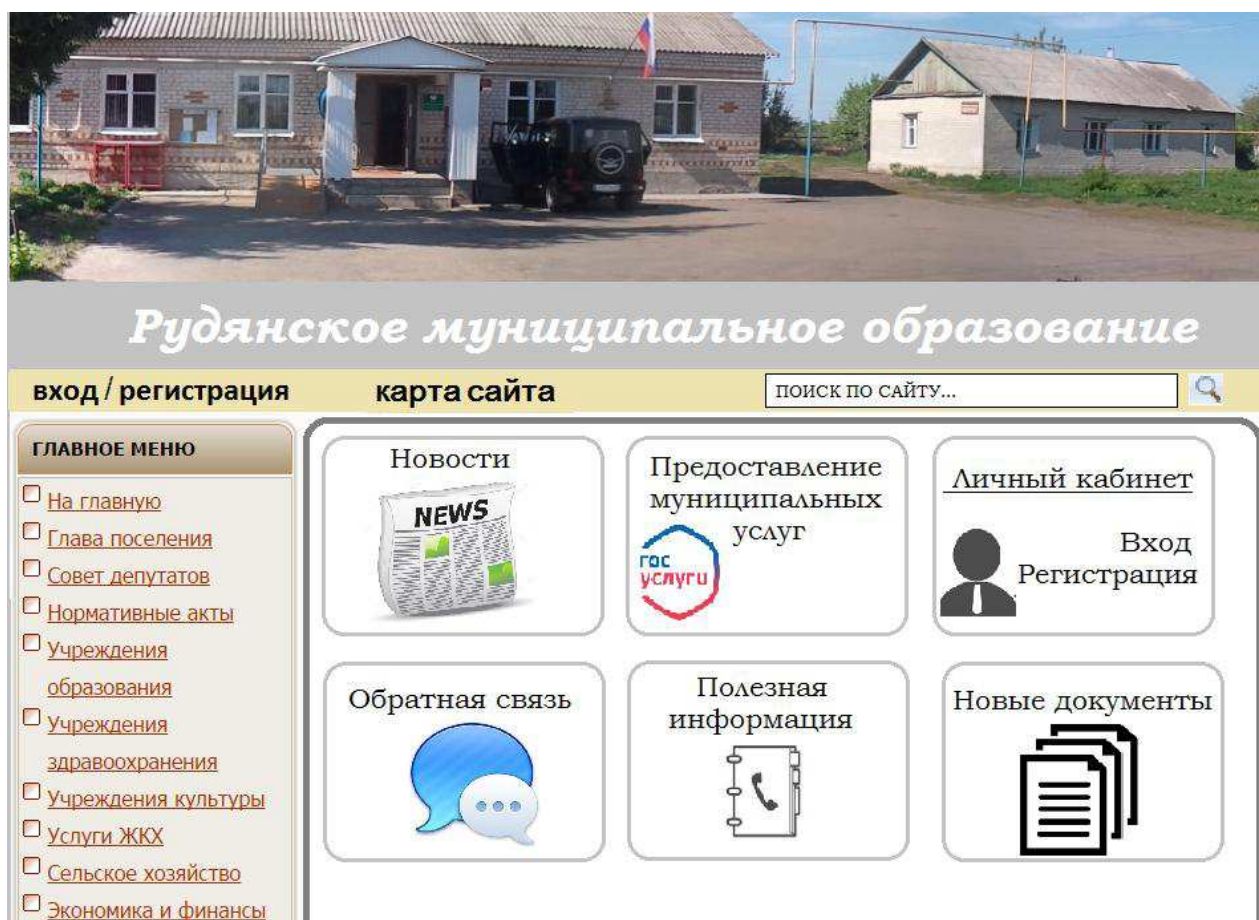 Рудянское муниципальное образование
вход / регистрация
карта сайта
ПОИСК ПО САЙТУ...
ГЛАВНОЕ МЕНЮ
На главную
Глава поселения
Совет депутатов
Нормативные акты
Учреждения
образования
Учреждения
здравоохранения
Учреждения культуры
Услуги ЖКХ
Сельское хозяйство
Экономика и финансы
Новости
NEWS
Предоставление
муниципальных
услуг
гос
услуги
Личный кабинет
Вход
Регистрация
Обратная связь
Полезная
информация
Новые документы